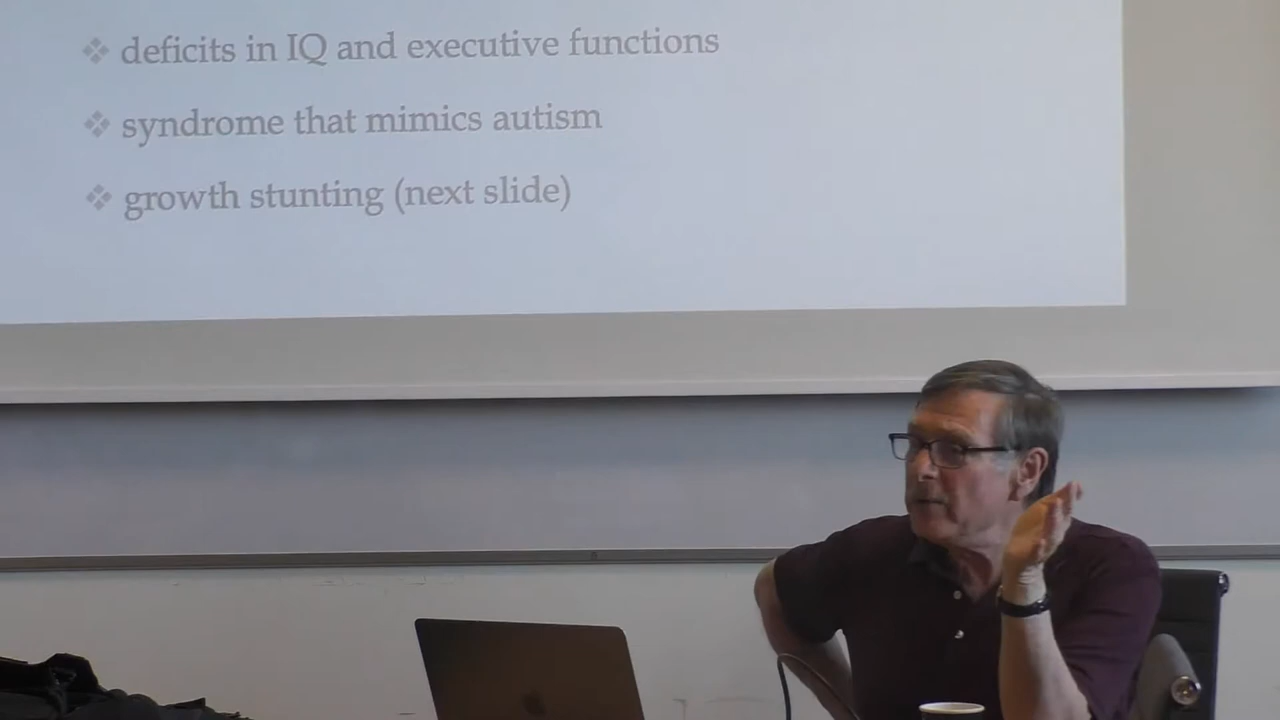 deficits in IQ and executive functions
syndrome that mimics autism
growth stunting (next slide)